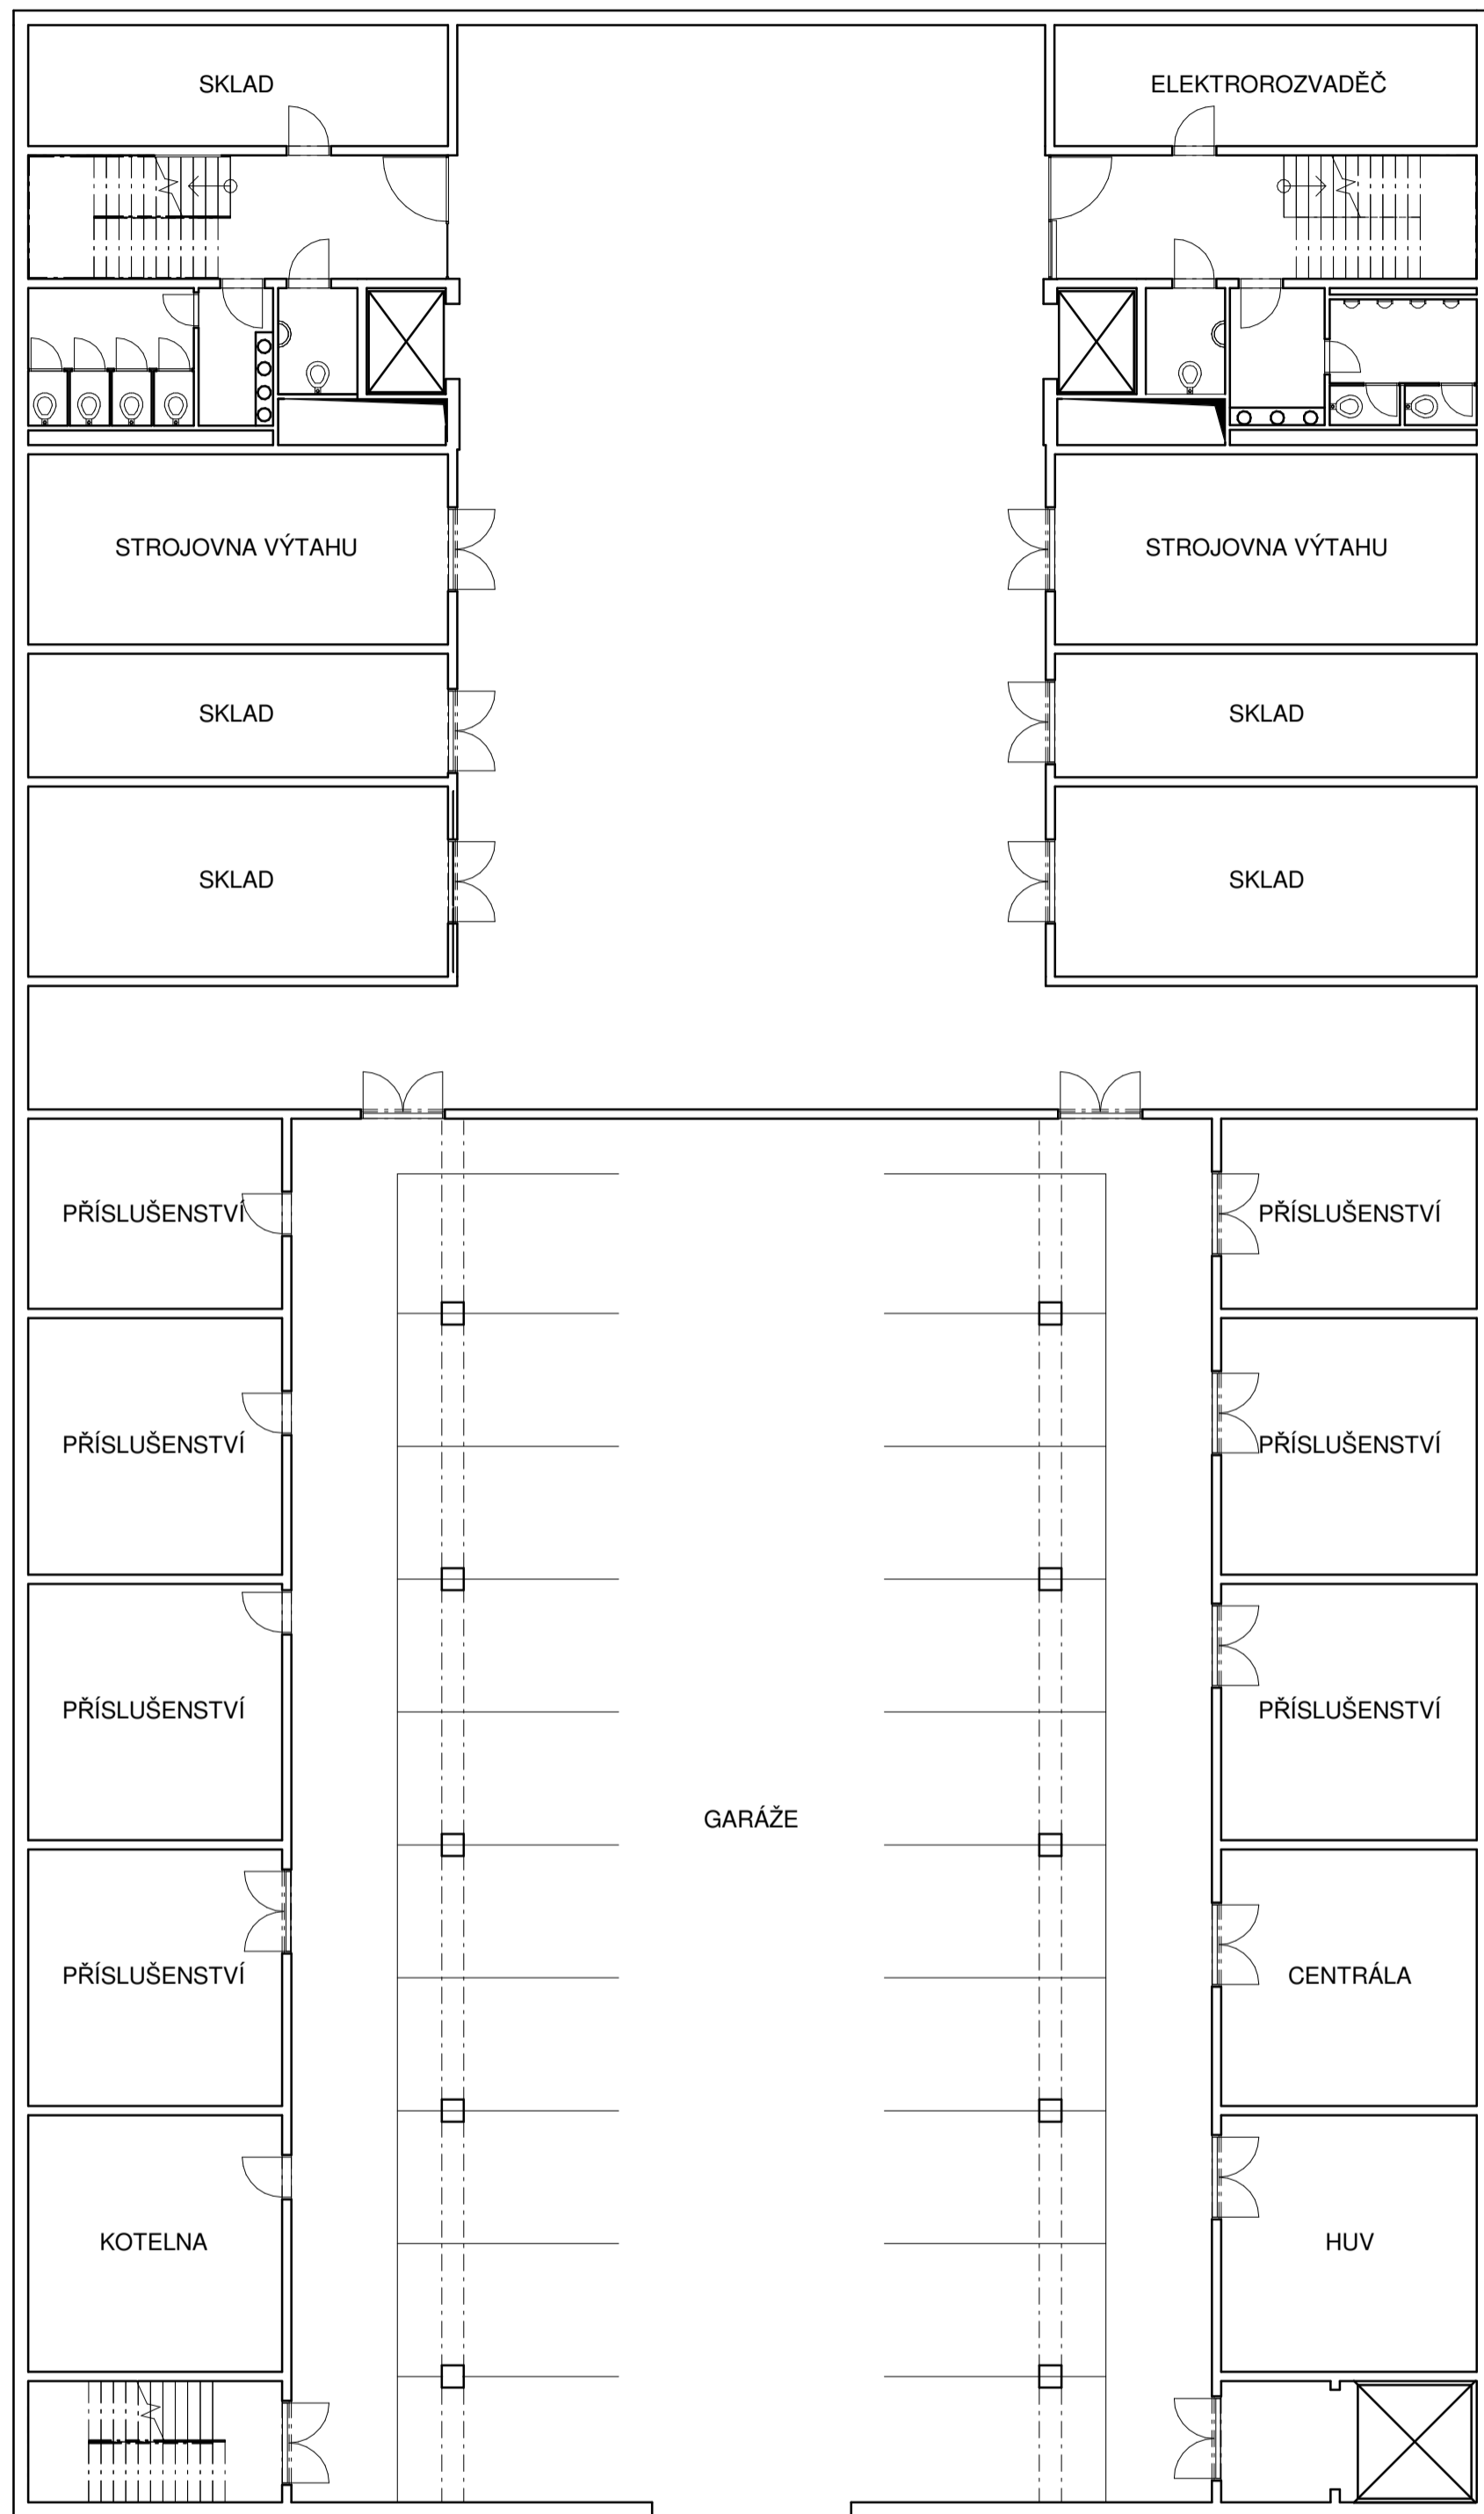 SKLAD
ELEKTROROZVADĚČ
STROJOVNA VÝTAHU
STROJOVNA VÝTAHU
SKLAD
SKLAD
SKLAD
SKLAD
PŘÍSLUŠENSTVÍ
PŘÍSLUŠENSTVÍ
PŘÍSLUŠENSTVÍ
PŘÍSLUŠENSTVÍ
PŘÍSLUŠENSTVÍ
PŘÍSLUŠENSTVÍ
GARÁŽE
PŘÍSLUŠENSTVÍ
CENTRÁLA
KOTELNA
HUV